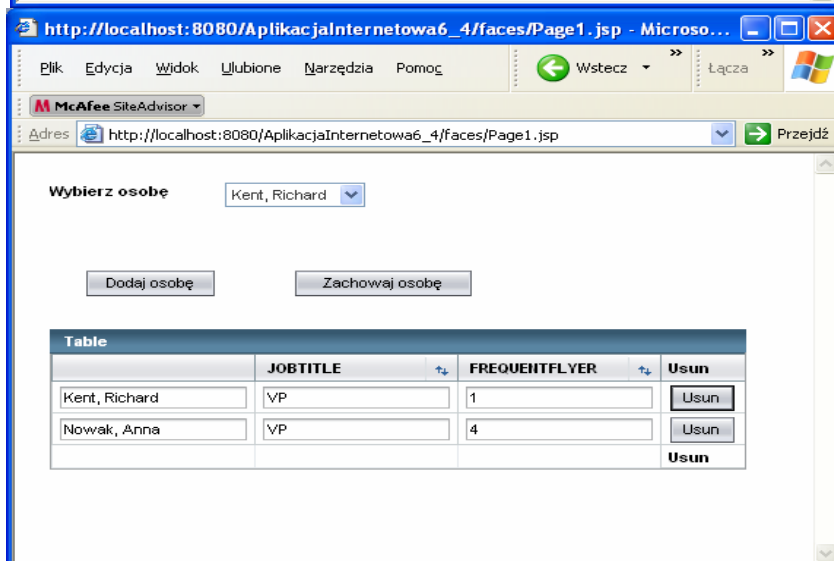 http://localhost:8080/AplikacjaInternetowa6_4/faces/Page1.jsp - Microso...
Plik Edycja Widok Ulubione Narzędzia Pomoc Wstecz Łącza
McAfee SiteAdvisor
Adres http://localhost:8080/AplikacjaInternetowa6_4/faces/Page1.jsp Przejdź
Wybierz osobę Kent, Richard
Dodaj osobę Zachowaj osobę
Table
JOBTITLE FREQUENTFLYER Usun
Kent, Richard VP 1 Usun
Nowak, Anna VP 4 Usun
Usun